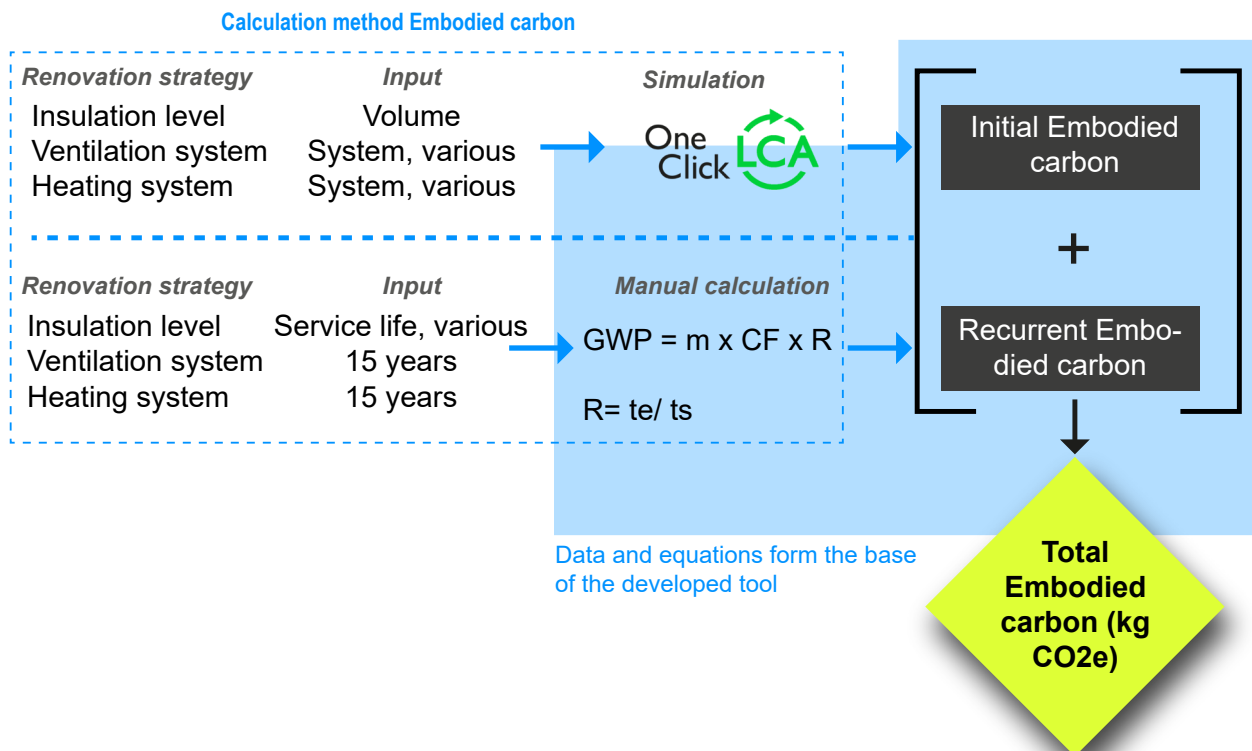 Calculation method Embodied carbon
Renovation strategy
Input
Simulation
Insulation level
Volume
Ventilation system
System, various
Heating system
System, various
One
Click
LCA
Initial Embodied
carbon
+
Renovation strategy
Input
Manual calculation
Insulation level
Service life, various
Ventilation system
15 years
Heating system
15 years
GWP = m x CF x R
R= te/ ts
Recurrent Embo-
died carbon
Data and equations form the base
of the developed tool
Total
Embodied
carbon (kg
CO2e)